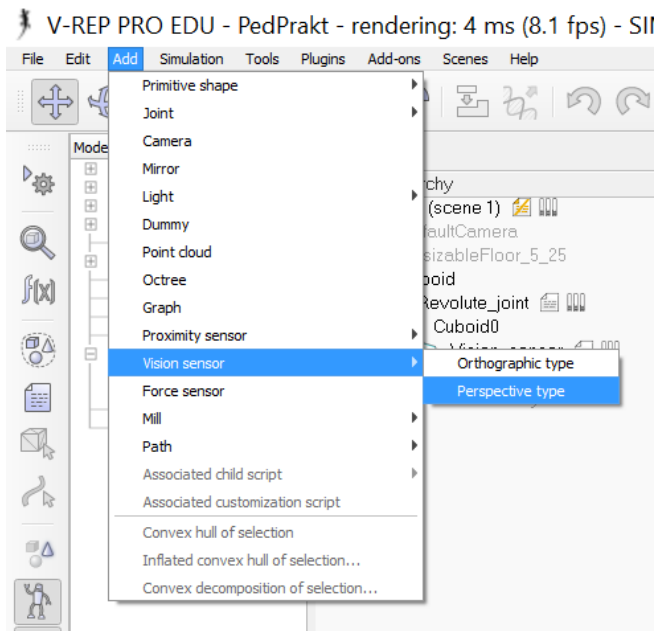 V-REP PRO EDU - PedPrakt - rendering: 4 ms (8.1 fps) - SI
File Edit Add Simulation Tools Plugins Add-ons Scenes Help
Mode
Primitive shape
Joint
Camera
Mirror
Light
Dummy
Point cloud
Octree
Graph
Proximity sensor
Vision sensor
Force sensor
Mill
Path
Associated child script
Associated customization script
Convex hull of selection
Inflated convex hull of selection...
Convex decomposition of selection...
Orthographic type
Perspective type
rchy
(scene 1)
faultCamera
sizableFloor_5_25
boid
Revolute_joint
Cuboid0
Vision_sensor
f(x)